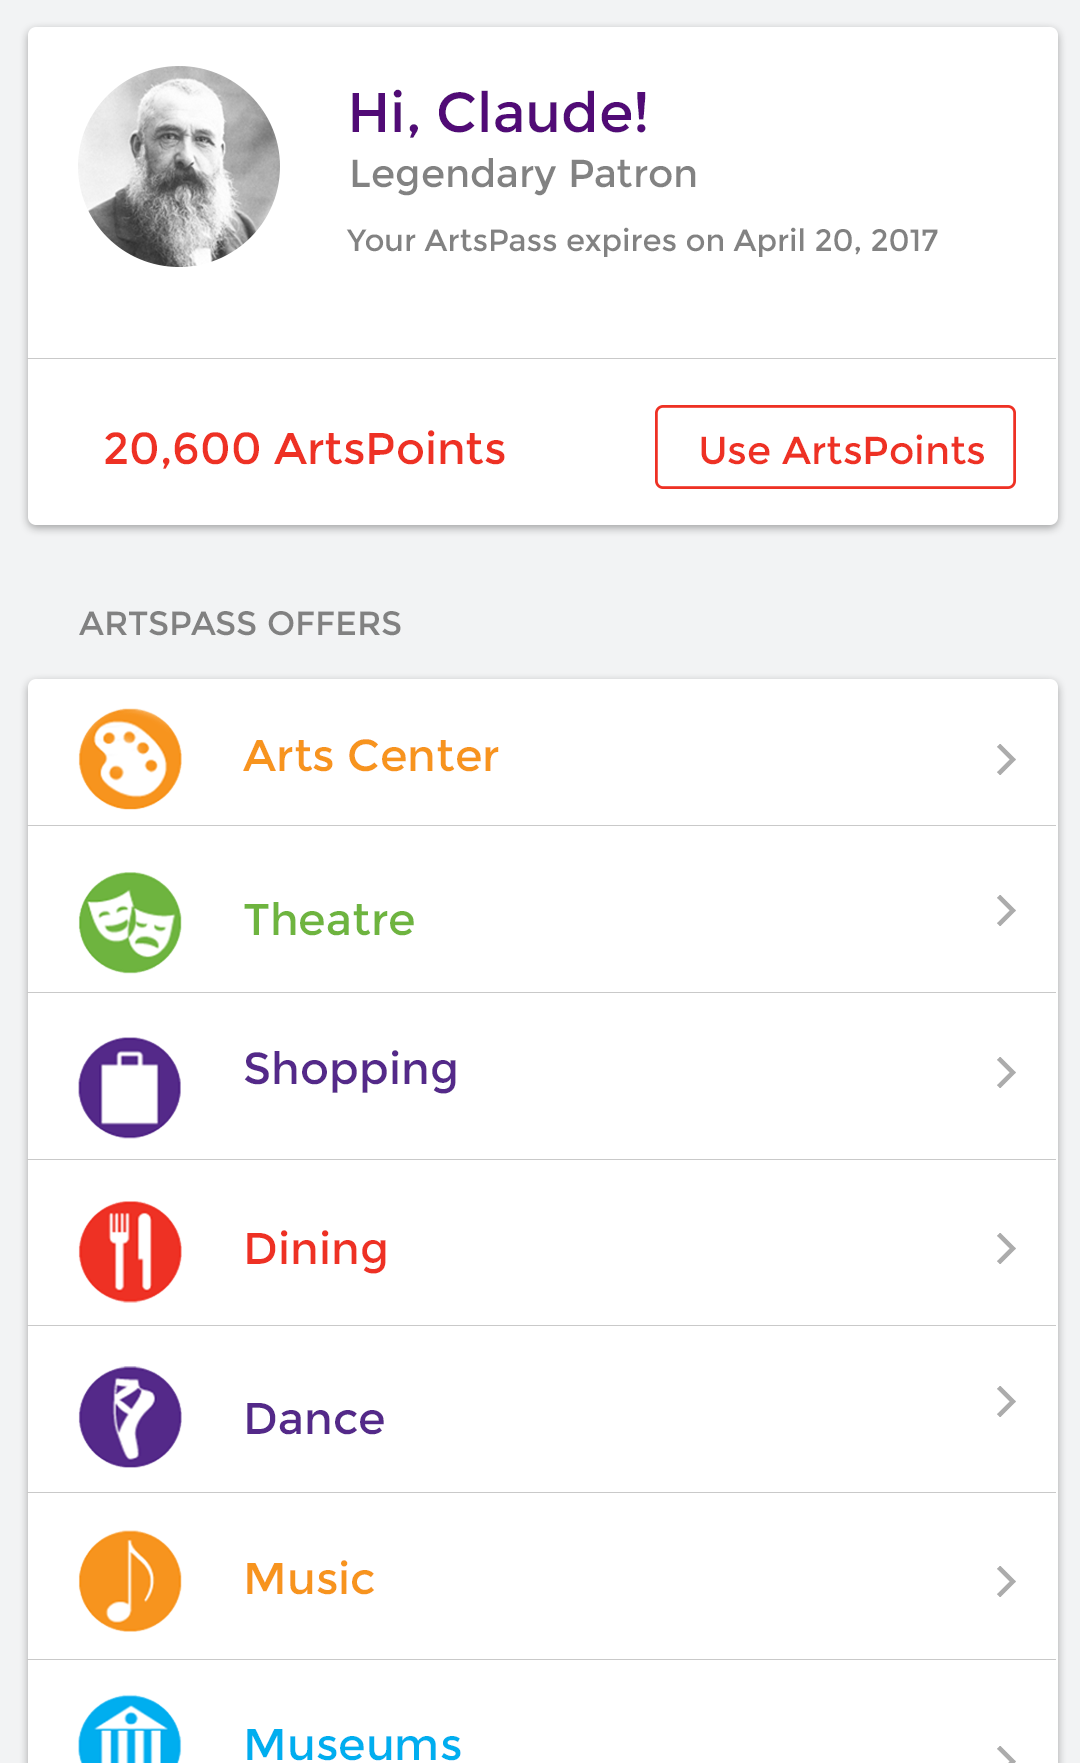 Hi, Claude!
Legendary Patron
Your ArtsPass expires on April 20, 2017
20,600 ArtsPoints
Use ArtsPoints
ARTSPASS OFFERS
Arts Center
Theatre
Shopping
Dining
Dance
Music
Museums